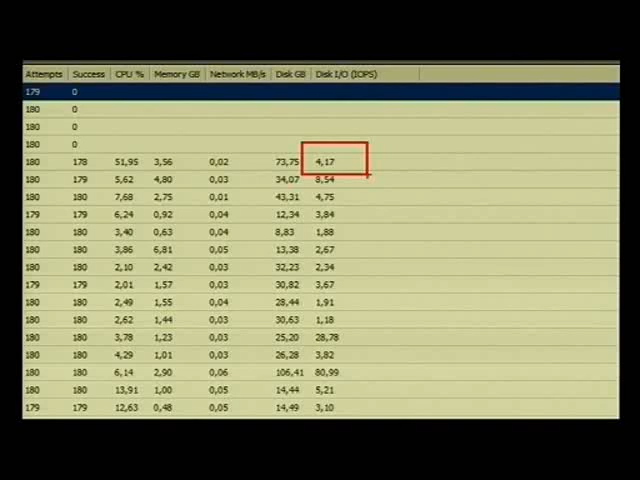 Attempts Success CPU % Memory GB Network MB/s Disk GB Disk I/O (IOPS)
179 0
180 0
180 0
180 0
180 178 51,95 3,56 0,02 73,75 4,17
180 179 5,62 4,80 0,03 34,07 8,54
180 180 7,68 2,75 0,01 43,31 4,75
179 179 6,24 0,92 0,04 12,34 3,84
180 180 3,40 0,63 0,04 8,83 1,88
180 180 3,86 6,81 0,05 13,38 2,67
180 180 2,10 2,42 0,03 32,23 2,34
179 179 2,01 1,57 0,03 30,82 3,67
180 180 2,49 1,55 0,04 28,44 1,91
180 180 2,62 1,44 0,03 30,63 1,18
180 180 3,78 1,23 0,03 25,20 28,78
180 180 4,29 1,01 0,03 26,28 3,82
180 180 6,14 2,90 0,06 106,41 80,99
180 180 13,91 1,00 0,05 14,44 5,21
179 179 12,63 0,48 0,05 14,49 3,10